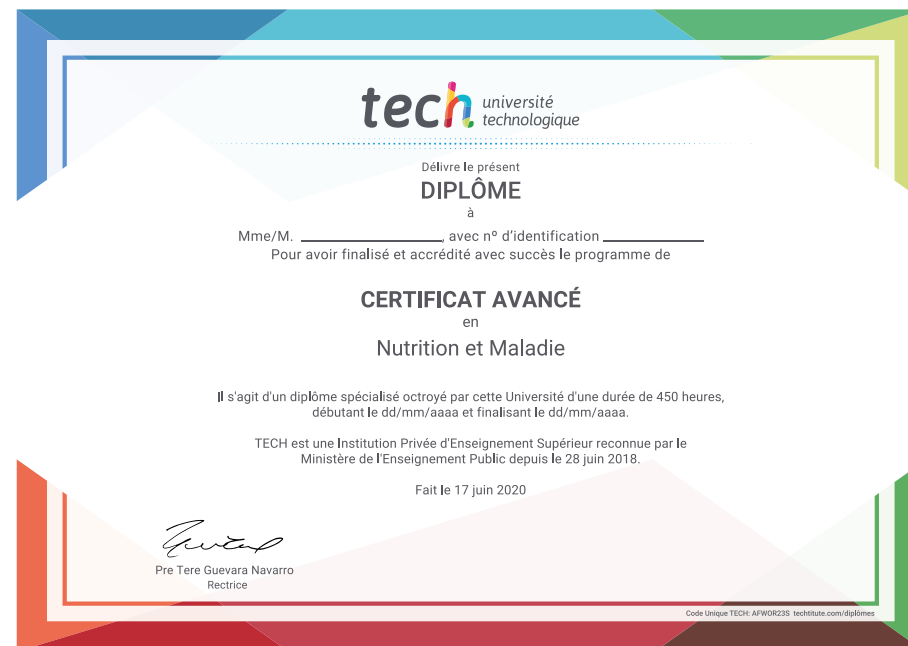 tech université
technologique
Délivre le présent
DIPLÔME
à
Mme/M. ____________________, avec nº d'identification ______________
Pour avoir finalisé et accrédité avec succès le programme de
CERTIFICAT AVANCÉ
en
Nutrition et Maladie
Il s'agit d'un diplôme spécialisé octroyé par cette Université d'une durée de 450 heures,
débutant le dd/mm/aaaa et finalisant le dd/mm/aaaa.
TECH est une Institution Privée d'Enseignement Supérieur reconnue par le
Ministère de l'Enseignement Public depuis le 28 juin 2018.
Fait le 17 juin 2020
Pre Tere Guevara Navarro
Rectrice
Code Unique TECH: AFWOR23S techtitute.com/diplômes